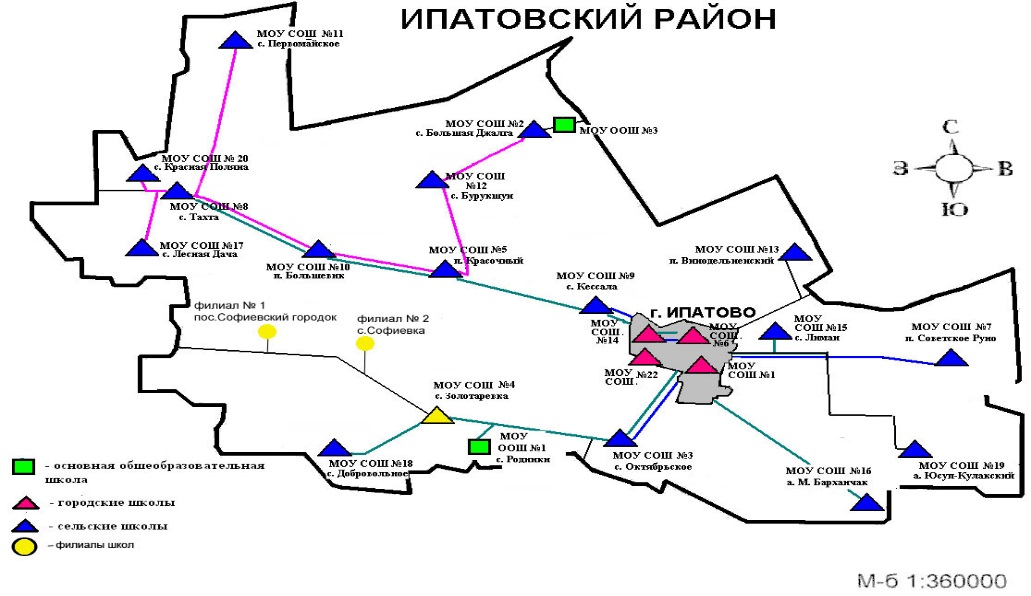 ИПАТОВСКИЙ РАЙОН
МОУ СОШ №11
с. Первомайское
МОУ СОШ №2
с. Большая Джалга
МОУ ООШ №3
МОУ СОШ № 20
с. Красная Поляна
МОУ СОШ №8
с. Тахта
МОУ СОШ №17
с. Лесная Дача
МОУ СОШ
№12
с. Бурукшун
МОУ СОШ №10
п. Большевик
МОУ СОШ №5
п. Красочный
МОУ СОШ №9
с. Кессала
МОУ СОШ №13
п. Винодельненский
С
З
В
Ю
г. ИПАТОВО
МОУ
СОШ .
№14
МОУ
СОШ
№6
МОУ №22
СОШ .
МОУ
СОШ №1
МОУ
СОШ №15
с. Лиман
МОУ СОШ №7
п. Советское Руно
филиал № 1
пос.Софиевский городок
филиал № 2
с.Софиевка
МОУ СОШ №4
с. Золотаревка
МОУ
ООШ №1
с. Родники
МОУ СОШ №18
с. Добровольное
МОУ СОШ №3
с. Октябрьское
МОУ СОШ №16
а. М. Барханчак
МОУ СОШ №19
а. Юсуп-Кулакский
- основная общеобразовательная
школа
- городские школы
- сельские школы
- филиалы школ
М-б 1:360000